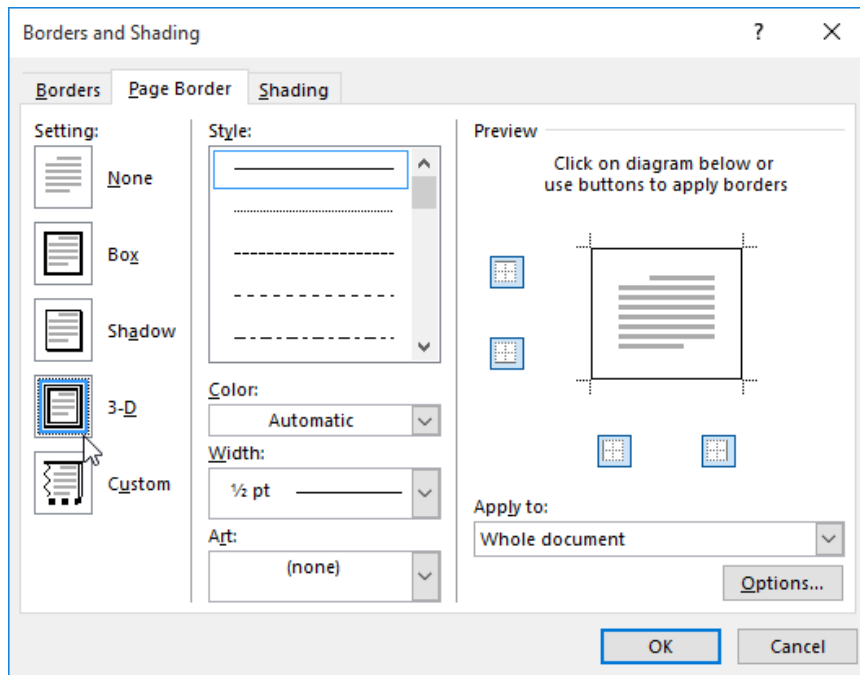 Borders and Shading
?
Borders
Page Border
Shading
Setting:
None
Box
Shadow
3-D
Custom
Style:
Color:
Automatic
Width:
½ pt
Art:
(none)
Preview
Click on diagram below or
use buttons to apply borders
Apply to:
Whole document
Options...
OK
Cancel